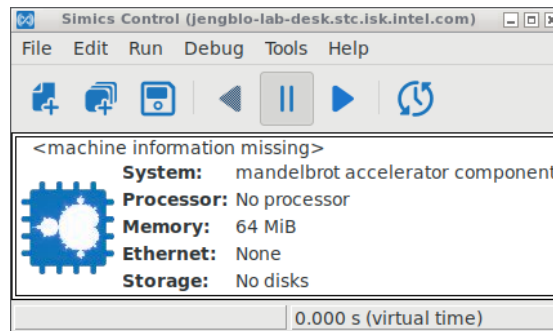 Simics Control (jengblo-lab-desk.stc.isk.intel.com)
File Edit Run Debug Tools Help
<machine information missing>
System: mandelbrot accelerator component
Processor: No processor
Memory: 64 MiB
Ethernet: None
Storage: No disks
0.000 s (virtual time)